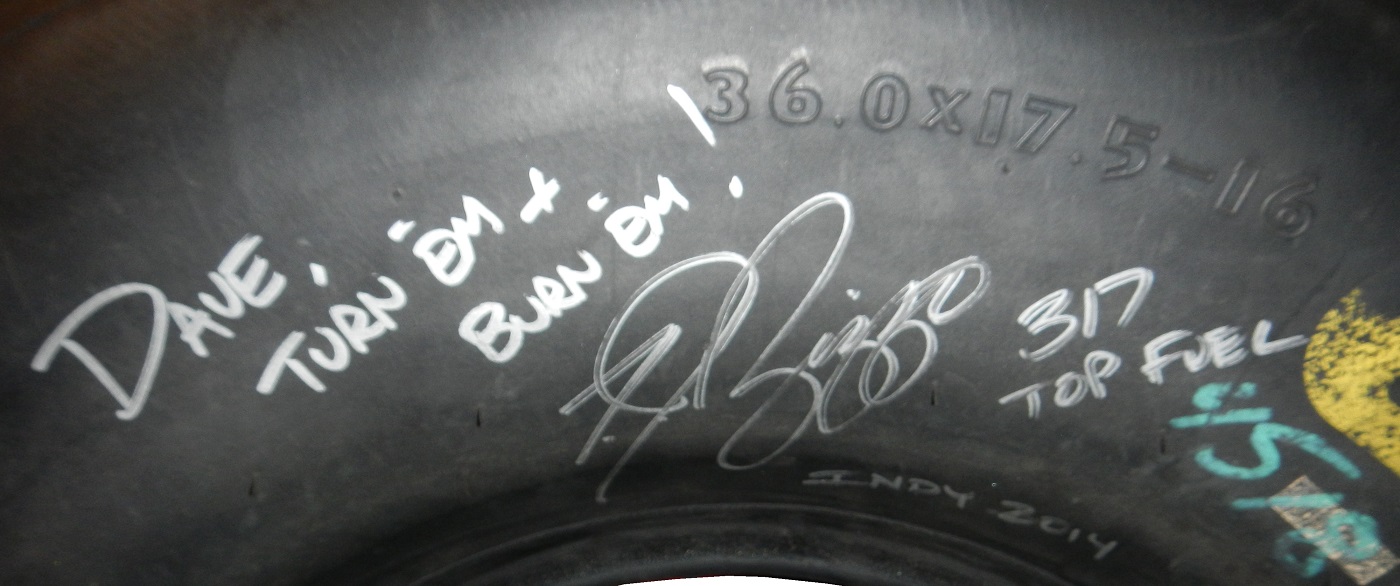 36.0x17.5-16
DAVE,
TURN 'EM +
BURN 'EM!
317
TOP FUEL
INDY 2014